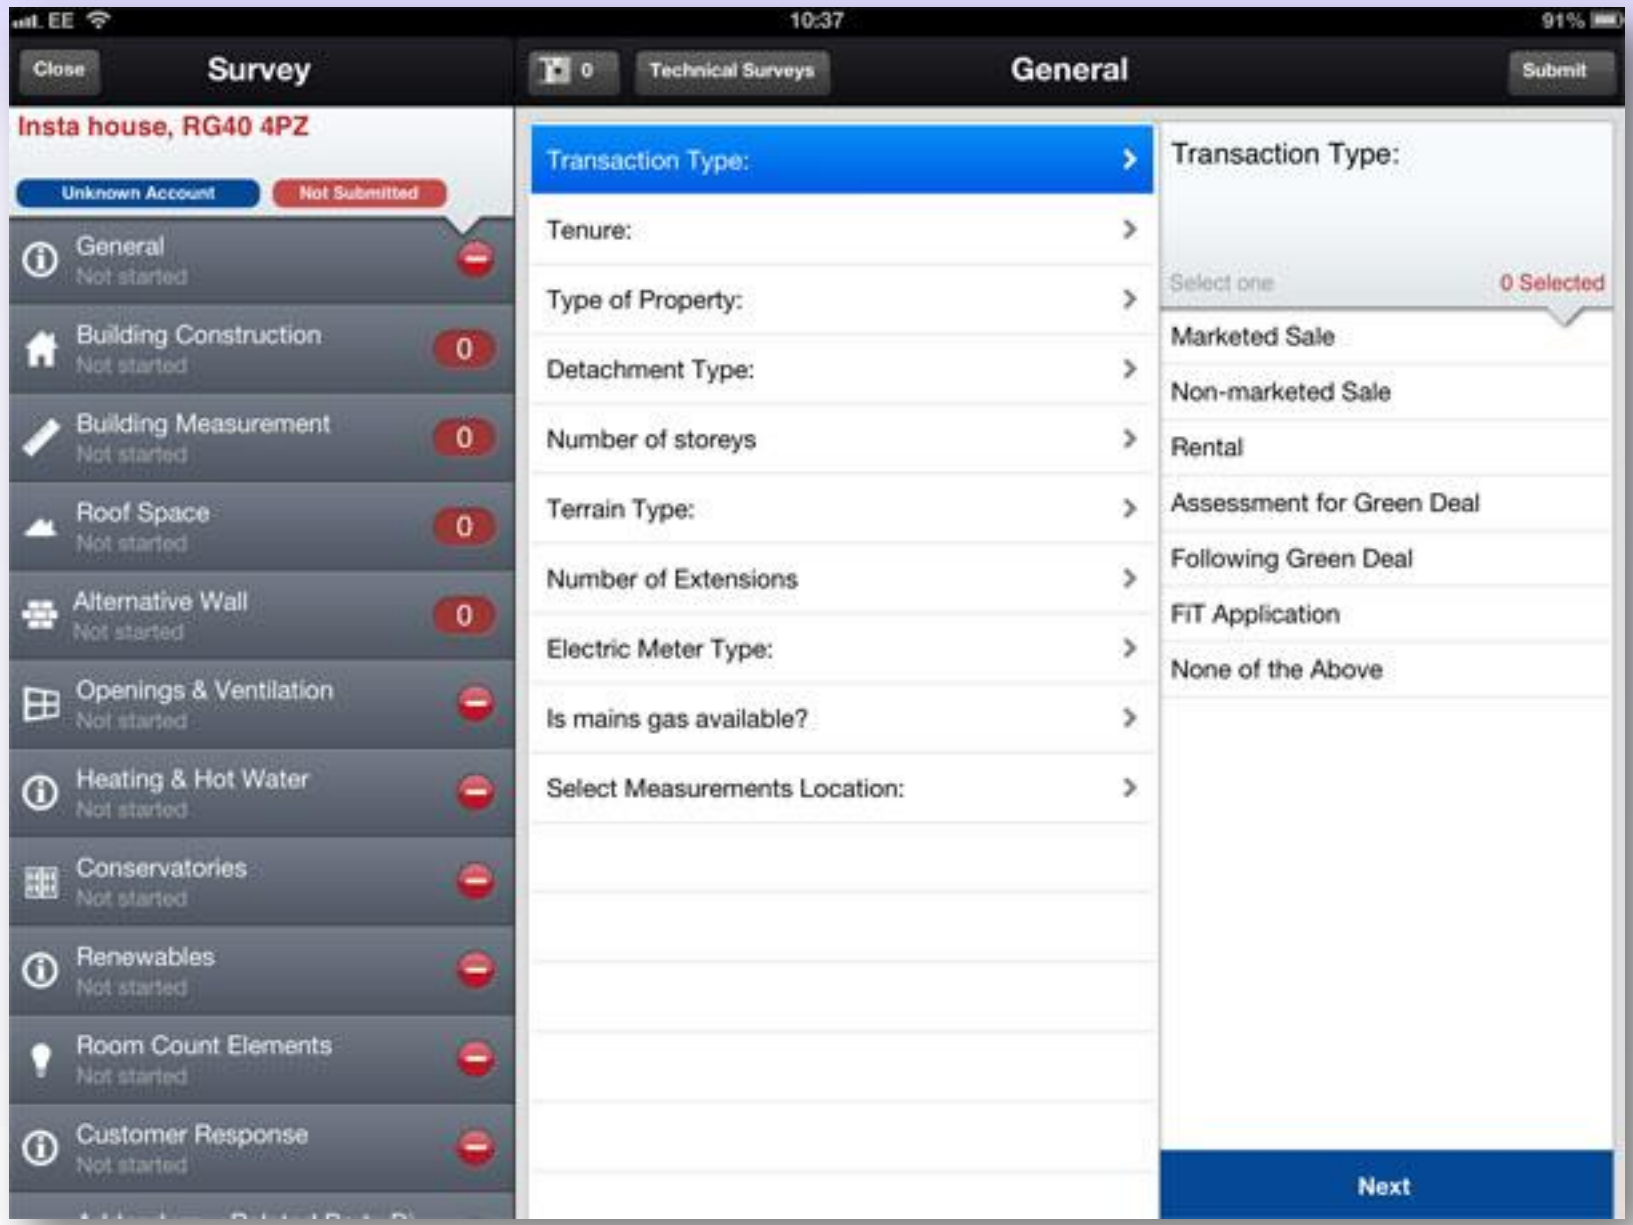 EE
10:37
91%
Close
Survey
0
Technical Surveys
General
Submit
Insta house, RG40 4PZ
Unknown Account
Not Submitted
General
Not started
Building Construction
Not started
0
Building Measurement
Not started
0
Roof Space
Not started
0
Alternative Wall
Not started
0
Openings & Ventilation
Not started
Heating & Hot Water
Not started
Conservatories
Not started
Renewables
Not started
Room Count Elements
Not started
Customer Response
Not started
Transaction Type:
Tenure:
Type of Property:
Detachment Type:
Number of storeys
Terrain Type:
Number of Extensions
Electric Meter Type:
Is mains gas available?
Select Measurements Location:
Transaction Type:
Select one
0 Selected
Marketed Sale
Non-marketed Sale
Rental
Assessment for Green Deal
Following Green Deal
FiT Application
None of the Above
Next